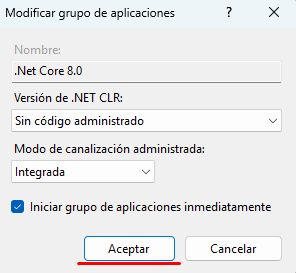 Modificar grupo de aplicaciones
?
Nombre:
.Net Core 8.0
Versión de .NET CLR:
Sin código administrado
Modo de canalización administrada:
Integrada
Iniciar grupo de aplicaciones inmediatamente
Aceptar
Cancelar